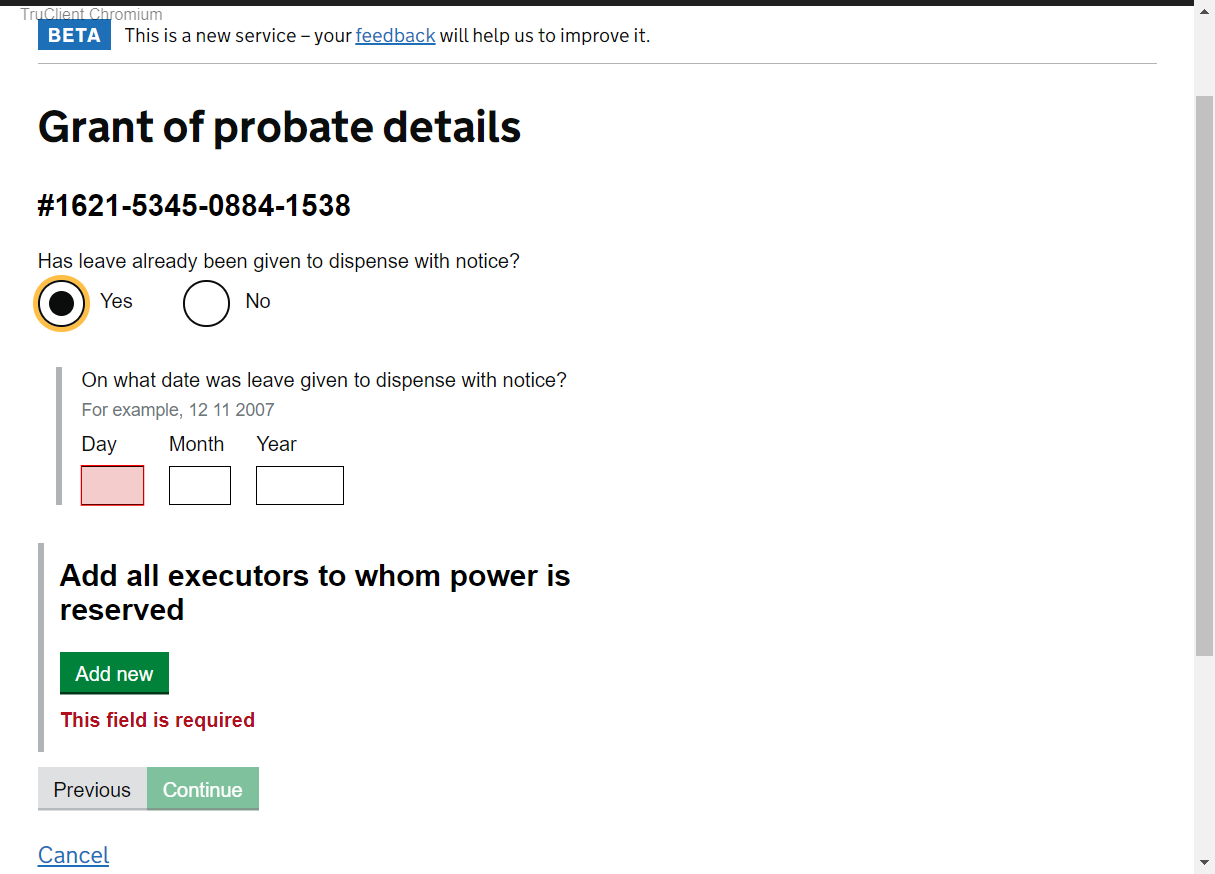 TruClient Chromium
BETA This is a new service – your feedback will help us to improve it.
Grant of probate details
#1621-5345-0884-1538
Has leave already been given to dispense with notice?
Yes No
On what date was leave given to dispense with notice?
For example, 12 11 2007
Day Month Year
Add all executors to whom power is
reserved
Add new
This field is required
Previous Continue
Cancel